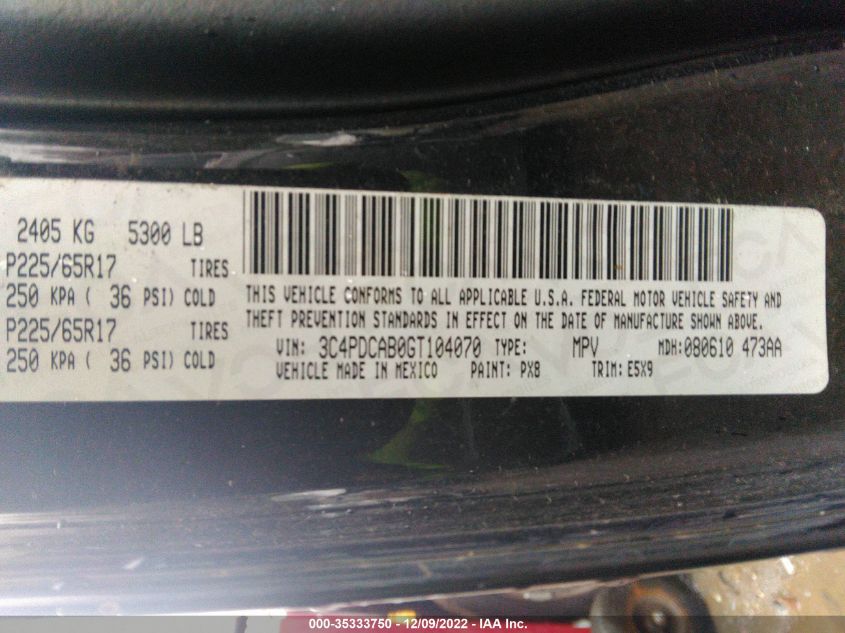 2405 KG 5300 LB
P225/65R17 TIRES
250 KPA ( 36 PSI) COLD
P225/65R17 TIRES
250 KPA ( 36 PSI) COLD
THIS VEHICLE CONFORMS TO ALL APPLICABLE U.S.A. FEDERAL MOTOR VEHICLE SAFETY AND
THEFT PREVENTION STANDARDS IN EFFECT ON THE DATE OF MANUFACTURE SHOWN ABOVE.
VIN: 3C4PDCAB0GT104070 TYPE: MPV MDH:080610 473AA
VEHICLE MADE IN MEXICO PAINT: PX8 TRIM: E5X9
000-35333750 - 12/09/2022 - IAA Inc.